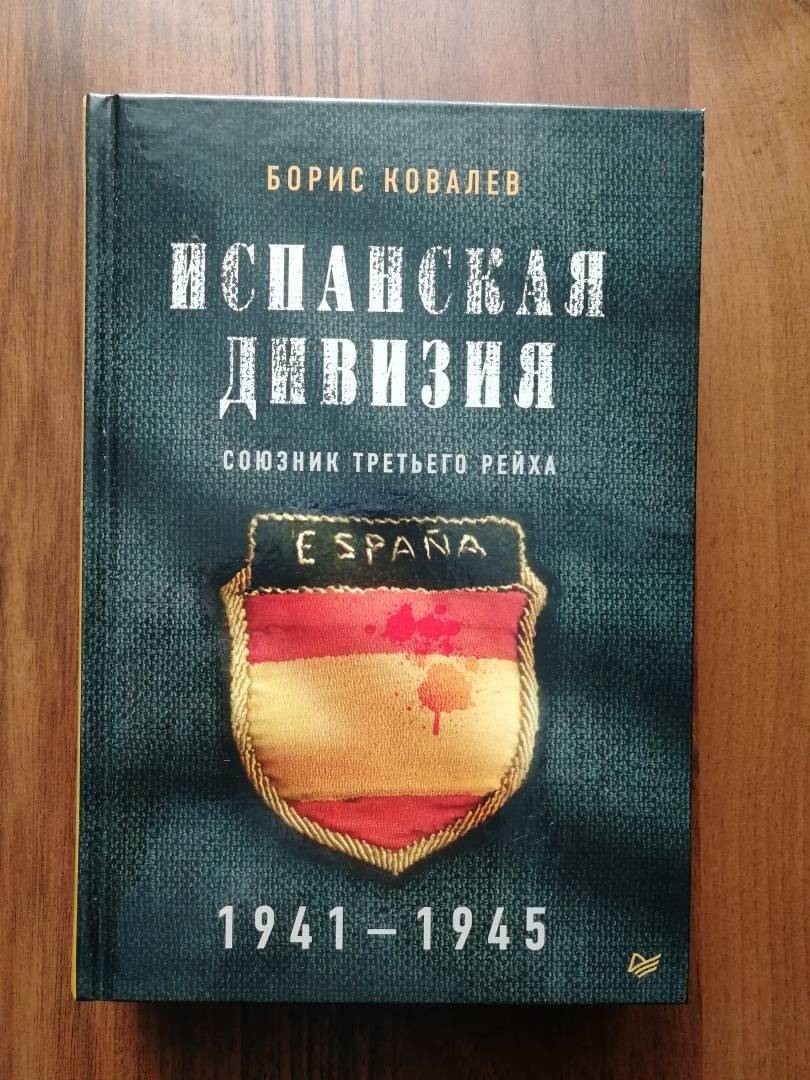 БОРИС КОВАЛЕВ
ИСПАНСКАЯ
ДИВИЗИЯ
СОЮЗНИК ТРЕТЬЕГО РЕЙХА
ESPAÑA
1941–1945